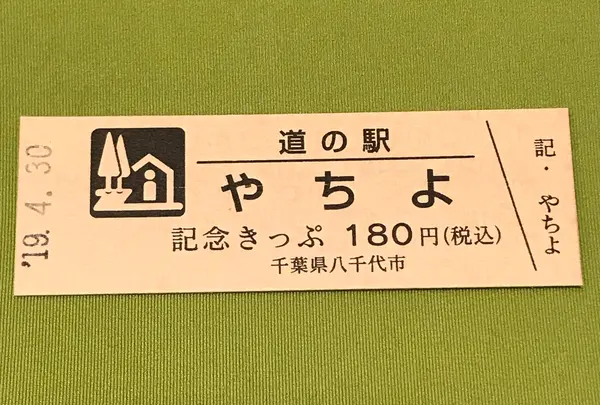 '19. 4. 30
道の駅
やちよ
記念きっぷ 180円(税込)
千葉県八千代市
記・やちよ